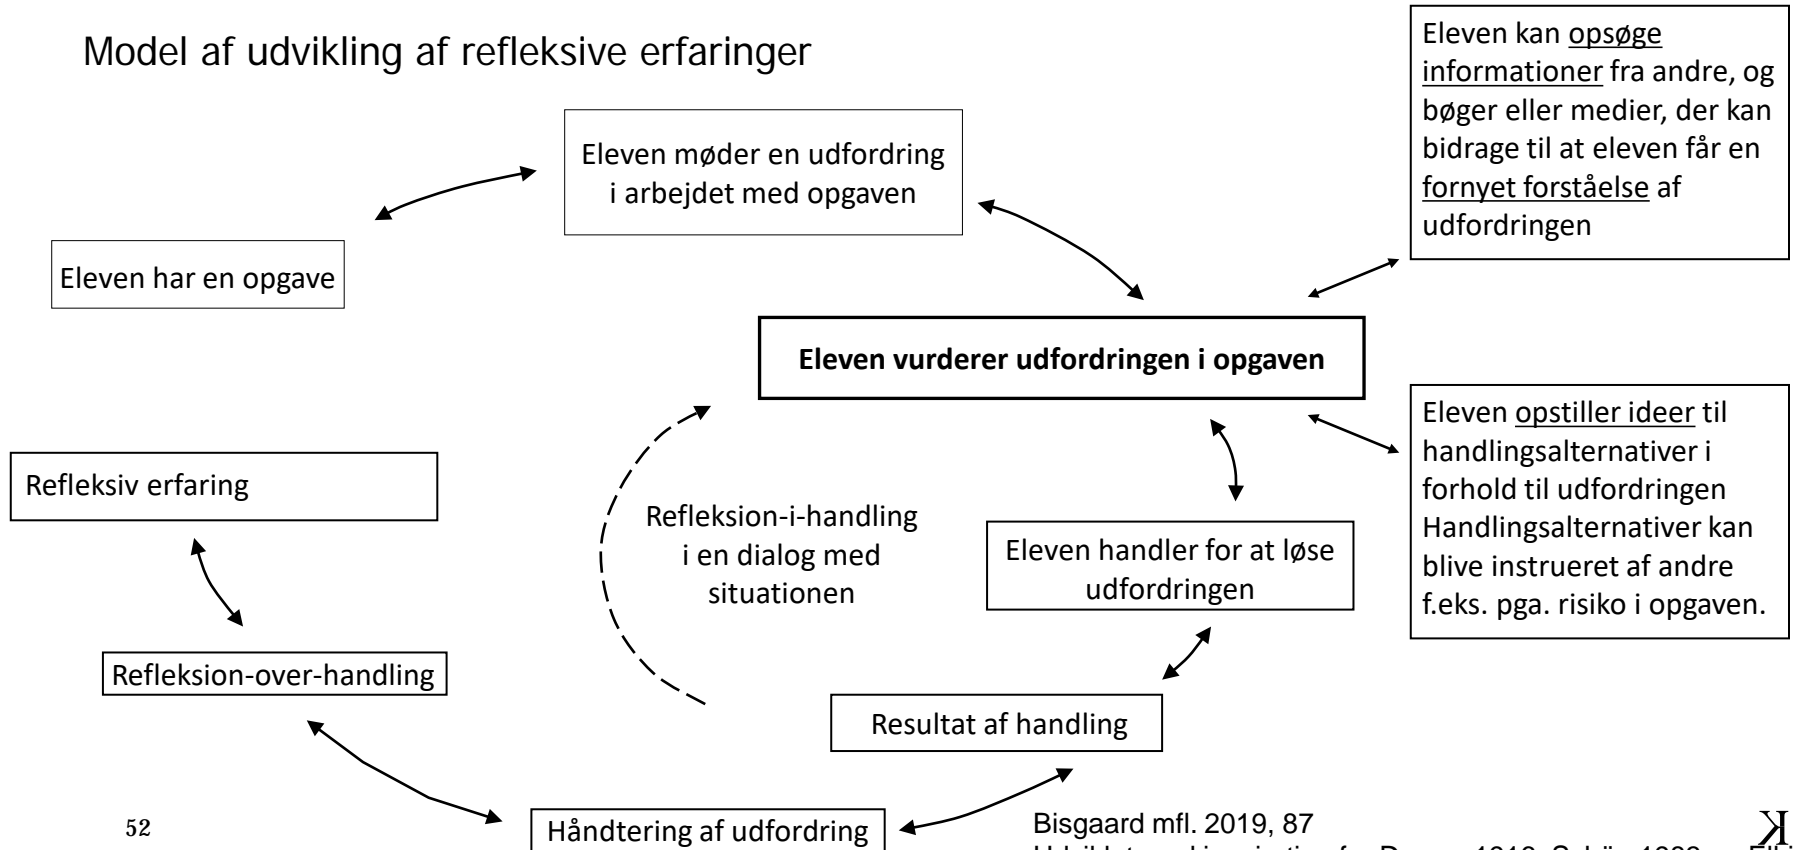 Model af udvikling af refleksive erfaringer
Eleven kan opsøge
informationer fra andre, og
bøger eller medier, der kan
bidrage til at eleven får en
fornyet forståelse af
udfordringen
Eleven møder en udfordring
i arbejdet med opgaven
Eleven har en opgave
Eleven vurderer udfordringen i opgaven
Eleven opstiller ideer til
handlingsalternativer i
forhold til udfordringen
Handlingsalternativer kan
blive instrueret af andre
f.eks. pga. risiko i opgaven.
Refleksiv erfaring
Refleksion-i-handling
i en dialog med
situationen
Eleven handler for at løse
udfordringen
Refleksion-over-handling
Resultat af handling
Håndtering af udfordring
52
Bisgaard mfl. 2019, 87